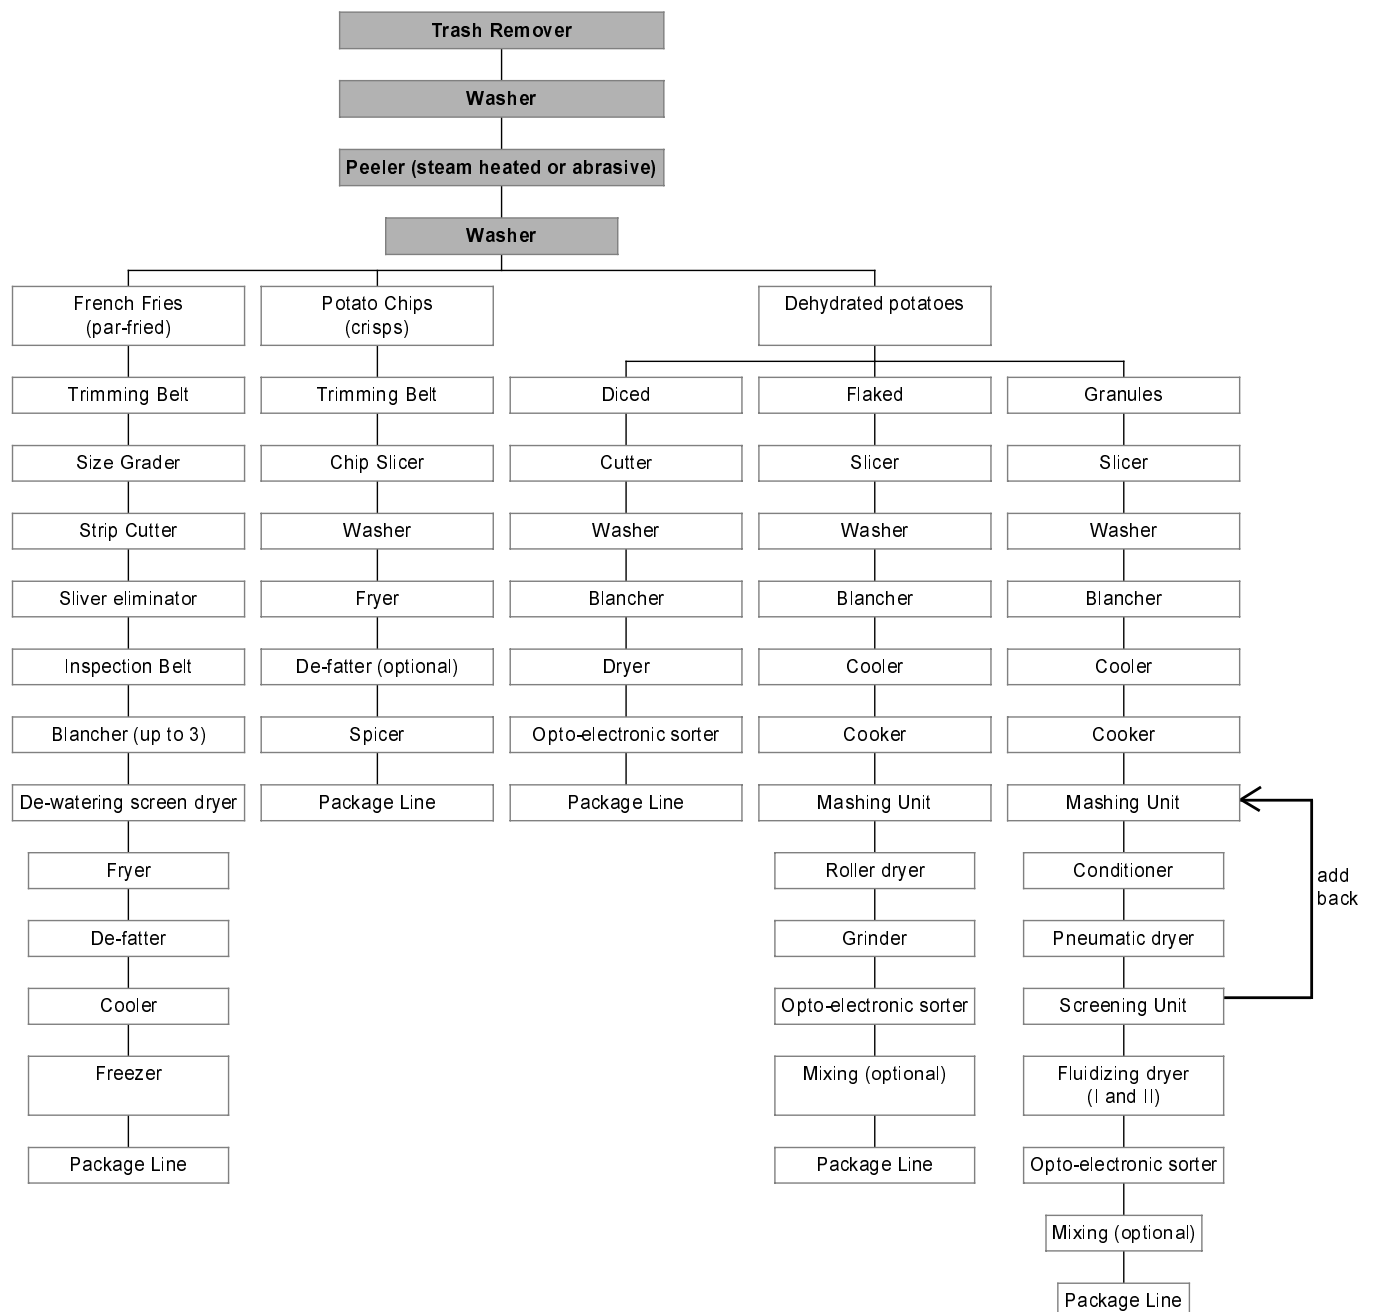 Trash Remover
Washer
Peeler (steam heated or abrasive)
Washer
French Fries
(par-fried)
Trimming Belt
Size Grader
Strip Cutter
Sliver eliminator
Inspection Belt
Blancher (up to 3)
De-watering screen dryer
Fryer
De-fatter
Cooler
Freezer
Package Line
Potato Chips
(crisps)
Trimming Belt
Chip Slicer
Washer
Fryer
De-fatter (optional)
Spicer
Package Line
Dehydrated potatoes
Diced
Cutter
Washer
Blancher
Dryer
Opto-electronic sorter
Package Line
Flaked
Slicer
Washer
Blancher
Cooler
Cooker
Mashing Unit
Roller dryer
Grinder
Opto-electronic sorter
Mixing (optional)
Package Line
Granules
Slicer
Washer
Blancher
Cooler
Cooker
Mashing Unit
Conditioner
Pneumatic dryer
Screening Unit
Fluidizing dryer
(I and II)
Opto-electronic sorter
Mixing (optional)
Package Line
add
back